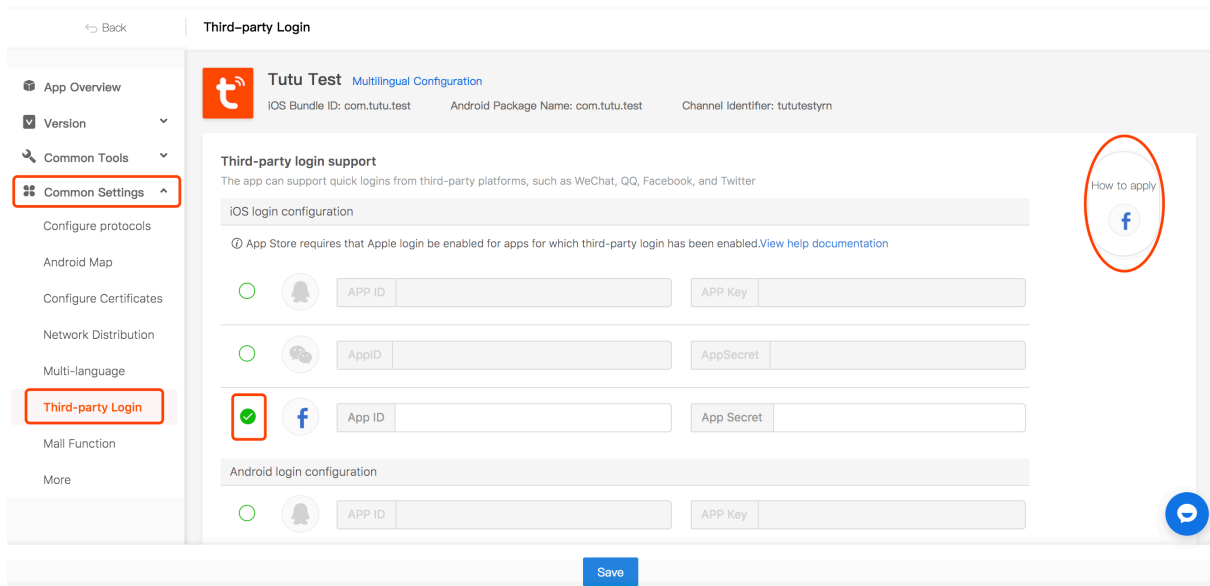 Back
Third-party Login
App Overview
Version
Common Tools
Common Settings
Configure protocols
Android Map
Configure Certificates
Network Distribution
Multi-language
Third-party Login
Mall Function
More
Tutu Test Multilingual Configuration
iOS Bundle ID: com.tutu.test Android Package Name: com.tutu.test Channel Identifier: tututestyrn
Third-party login support
The app can support quick logins from third-party platforms, such as WeChat, QQ, Facebook, and Twitter
How to apply
iOS login configuration
App Store requires that Apple login be enabled for apps for which third-party login has been enabled.View help documentation
APP ID APP Key
AppID AppSecret
App ID App Secret
Android login configuration
APP ID APP Key
Save